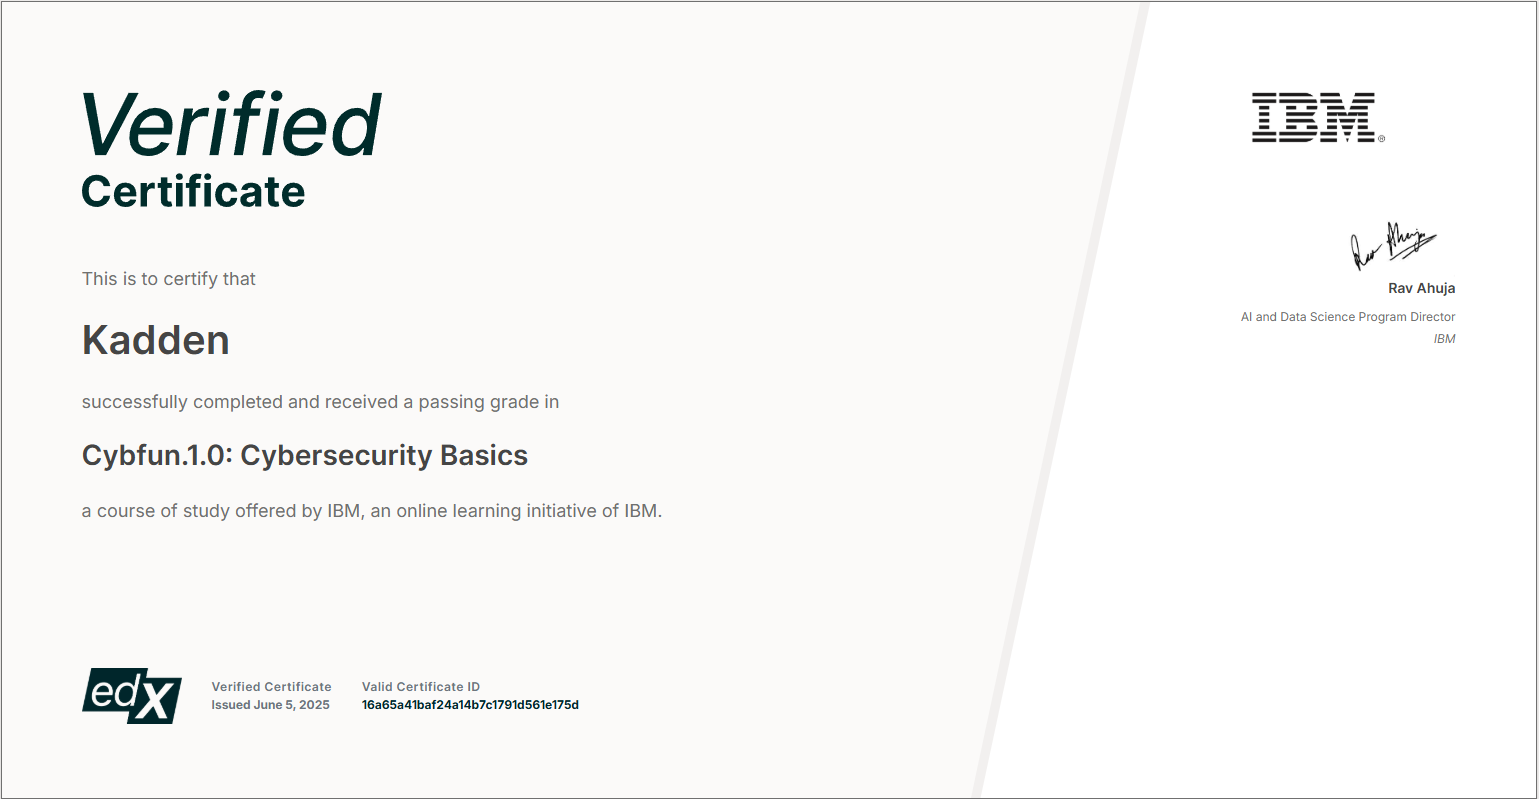 Verified
Certificate
This is to certify that
Kadden
successfully completed and received a passing grade in
Cybfun.1.0: Cybersecurity Basics
a course of study offered by IBM, an online learning initiative of IBM.
edX
Verified Certificate
Issued June 5, 2025
Valid Certificate ID
16a65a41baf24a14b7c1791d561e175d
IBM®
Rav Ahuja
Rav Ahuja
AI and Data Science Program Director
IBM